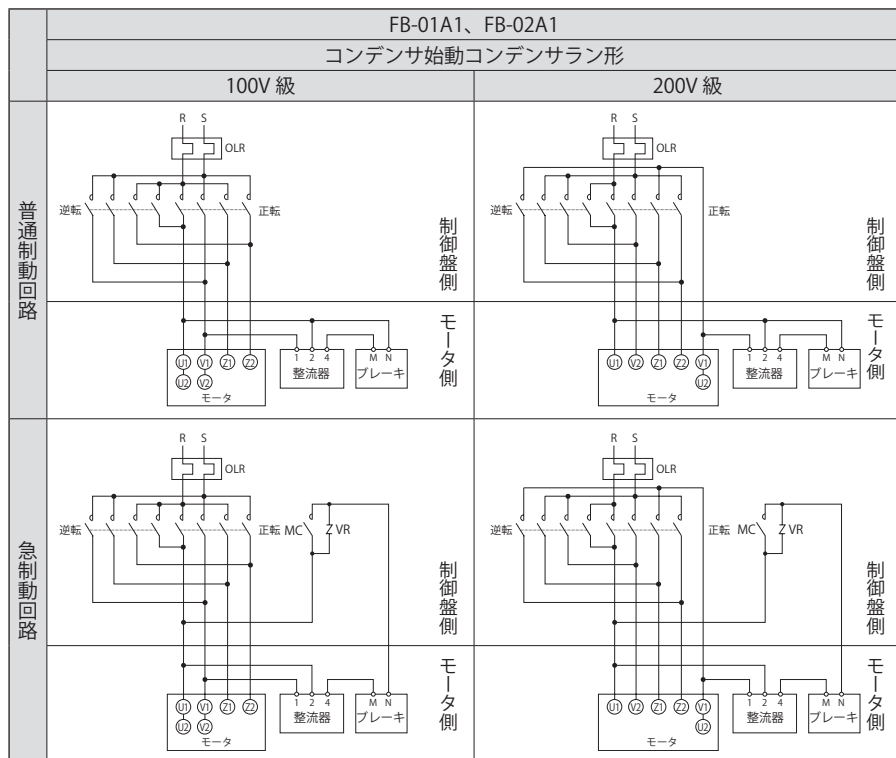 FB-01A1、FB-02A1
コンデンサ始動コンデンサラン形
100V 級
200V 級
普通制動回路
R S
OLR
逆転
正転
制御盤側
モータ側
U1 V1 Z1 Z2
U2 V2
モータ
1 2 4
整流器
M N
ブレーキ
R S
OLR
逆転
正転
制御盤側
モータ側
U1 V2 Z1 Z2 V1
U2
モータ
1 2 4
整流器
M N
ブレーキ
急制動回路
R S
OLR
逆転
正転
MC
VR
制御盤側
モータ側
U1 V1 Z1 Z2
U2 V2
モータ
1 2 4
整流器
M N
ブレーキ
R S
OLR
逆転
正転
MC
VR
制御盤側
モータ側
U1 V2 Z1 Z2 V1
U2
モータ
1 2 4
整流器
M N
ブレーキ